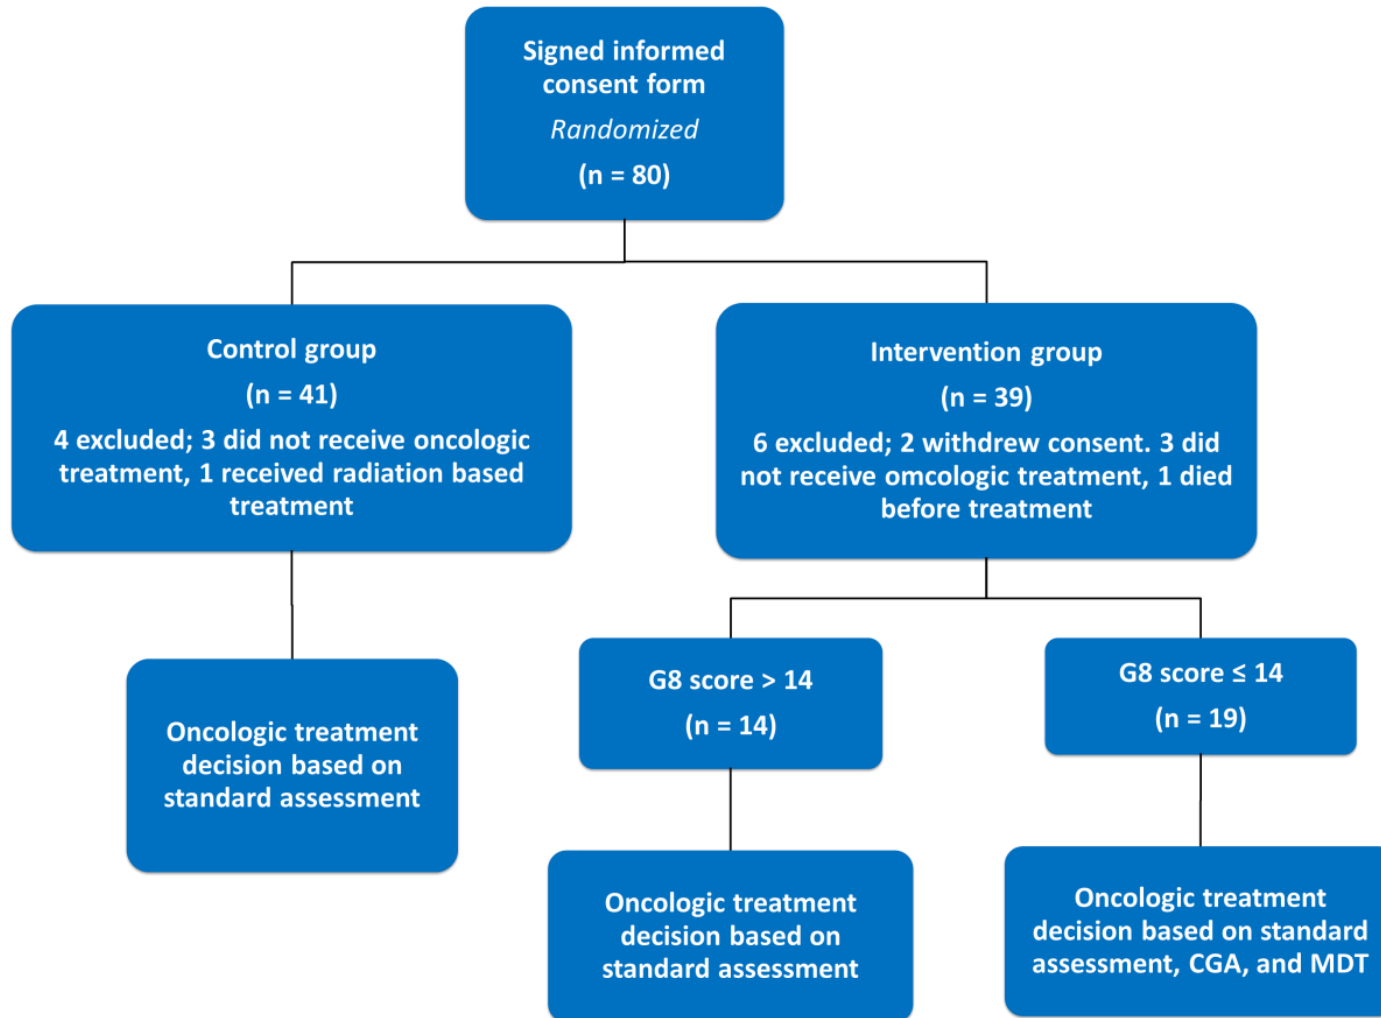 Signed informed
consent form
Randomized
(n = 80)
Control group
(n = 41)
4 excluded; 3 did not receive oncologic
treatment, 1 received radiation based
treatment
Intervention group
(n = 39)
6 excluded; 2 withdrew consent. 3 did
not receive omcologic treatment, 1 died
before treatment
Oncologic treatment
decision based on
standard assessment
G8 score > 14
(n = 14)
G8 score ≤ 14
(n = 19)
Oncologic treatment
decision based on
standard assessment
Oncologic treatment
decision based on standard
assessment, CGA, and MDT